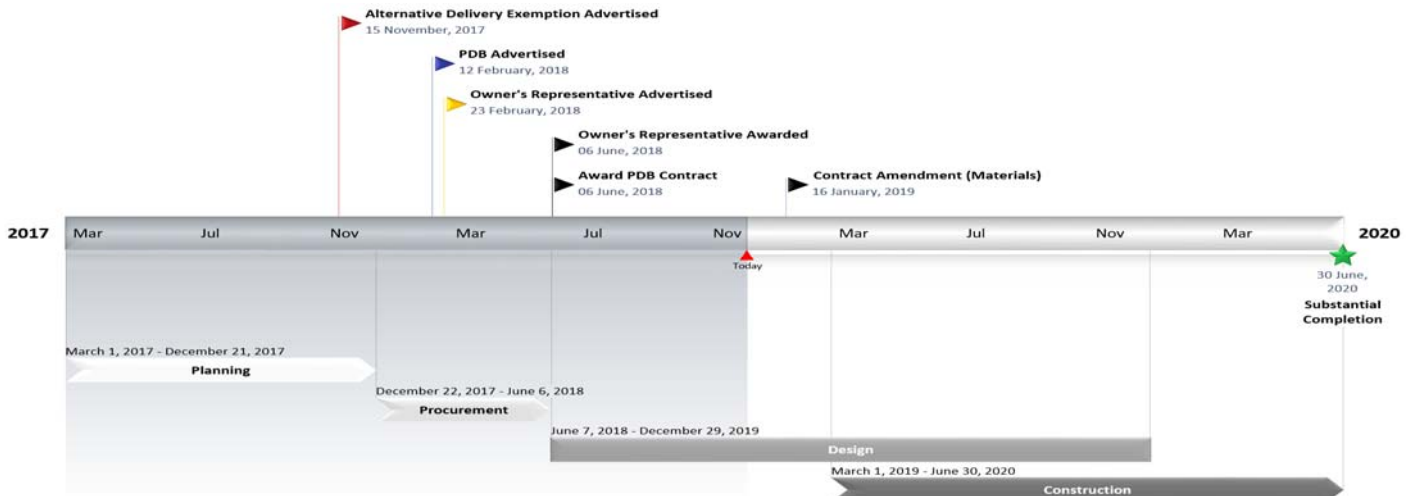 Alternative Delivery Exemption Advertised
15 November, 2017
PDB Advertised
12 February, 2018
Owner's Representative Advertised
23 February, 2018
Owner's Representative Awarded
06 June, 2018
Award PDB Contract
06 June, 2018
Contract Amendment (Materials)
16 January, 2019
2017 Mar Jul Nov Mar Jul Nov Mar Jul Nov Mar 2020
Today
30 June,
2020
Substantial
Completion
March 1, 2017 - December 21, 2017
Planning
December 22, 2017 - June 6, 2018
Procurement
June 7, 2018 - December 29, 2019
Design
March 1, 2019 - June 30, 2020
Construction